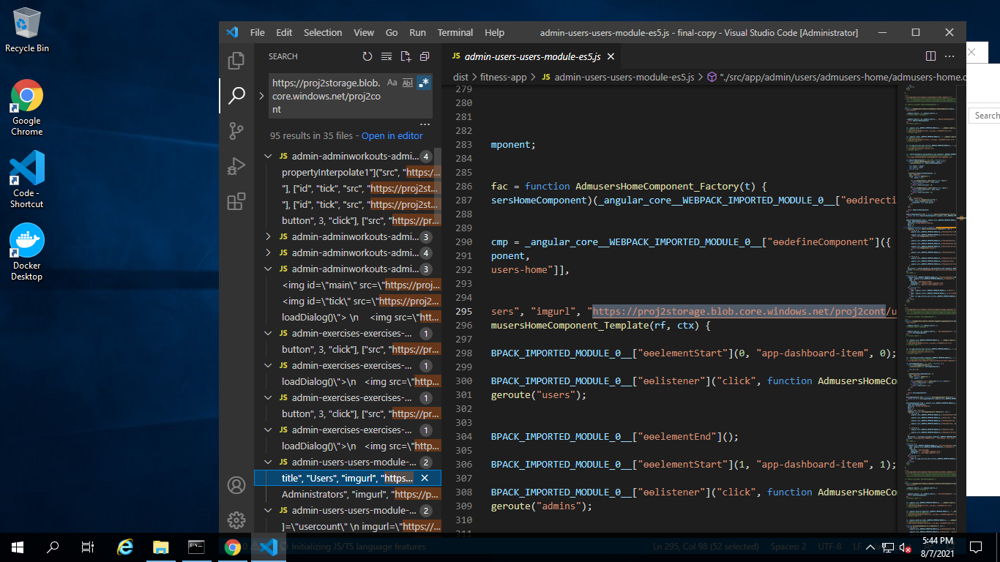 Recycle Bin
Google
Chrome
Code -
Shortcut
Docker
Desktop
File Edit Selection View Go Run Terminal Help
admin-users-users-module-es5.js - final-copy - Visual Studio Code [Administrator]
SEARCH
https://proj2storage.blob.
core.windows.net/proj2co
nt
Aa Abl .*
...
95 results in 35 files - Open in editor
JS admin-adminworkouts-admi... 4
propertyInterpolate1"]("src", "https:/...
"], ["id", "tick", "src", "https://proj2st...
"], ["id", "tick", "src", "https://proj2st...
button", 3, "click"], ["src", "https://pr...
JS admin-adminworkouts-admi... 3
JS admin-adminworkouts-admi... 4
JS admin-adminworkouts-admi... 3
<img id=\"main\" src=\"https://proj...
<img id=\"tick\" src=\"https://proj2...
loadDialog()\"> \n <img src=\"htt...
JS admin-exercises-exercises-... 1
button", 3, "click"], ["src", "https://pr...
JS admin-exercises-exercises-... 1
loadDialog()\">\n <img src=\"http...
JS admin-exercises-exercises-... 1
button", 3, "click"], ["src", "https://pr...
JS admin-exercises-exercises-... 1
loadDialog()\">\n <img src=\"http...
JS admin-users-users-module-... 2
title", "Users", "imgurl", "https...
Administrators", "imgurl", "https://p...
JS admin-users-users-module-... 2
]=\"usercount\" \n imgurl=\"https://...
JS admin-users-users-module-es5.js
dist > fitness-app > JS admin-users-users-module-es5.js > "./src/app/admin/users/admusers-home/admusers-home.c
279
280
281
282
283 mponent;
284
285
286 fac = function AdmusersHomeComponent_Factory(t) {
287 sersHomeComponent)(_angular_core__WEBPACK_IMPORTED_MODULE_0__["ɵɵdirecti
288
289
290 cmp = _angular_core__WEBPACK_IMPORTED_MODULE_0__["ɵɵdefineComponent"]({
291 ponent,
292 users-home"]],
293
294
295 sers", "imgurl", "https://proj2storage.blob.core.windows.net/proj2cont/u
296 musersHomeComponent_Template(rf, ctx) {
297
298 BPACK_IMPORTED_MODULE_0__["ɵɵelementStart"](0, "app-dashboard-item", 0);
299
300 BPACK_IMPORTED_MODULE_0__["ɵɵlistener"]("click", function AdmusersHomeCo
301 geroute("users");
302
303
304 BPACK_IMPORTED_MODULE_0__["ɵɵelementEnd"]();
305
306 BPACK_IMPORTED_MODULE_0__["ɵɵelementStart"](1, "app-dashboard-item", 1);
307
308 BPACK_IMPORTED_MODULE_0__["ɵɵlistener"]("click", function AdmusersHomeCo
309 geroute("admins");
310
311
Search
Initializing JS/TS language features
Ln 295, Col 98 (52 selected) Spaces: 2 UTF-8 LF
5:44 PM
8/7/2021